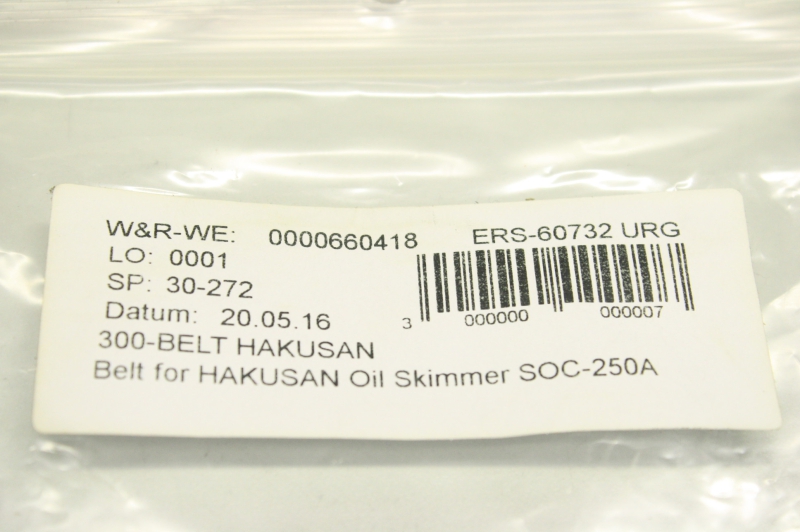 W&R-WE: 0000660418 ERS-60732 URG
LO: 0001
SP: 30-272
Datum: 20.05.16
3 000000 000007
300-BELT HAKUSAN
Belt for HAKUSAN Oil Skimmer SOC-250A